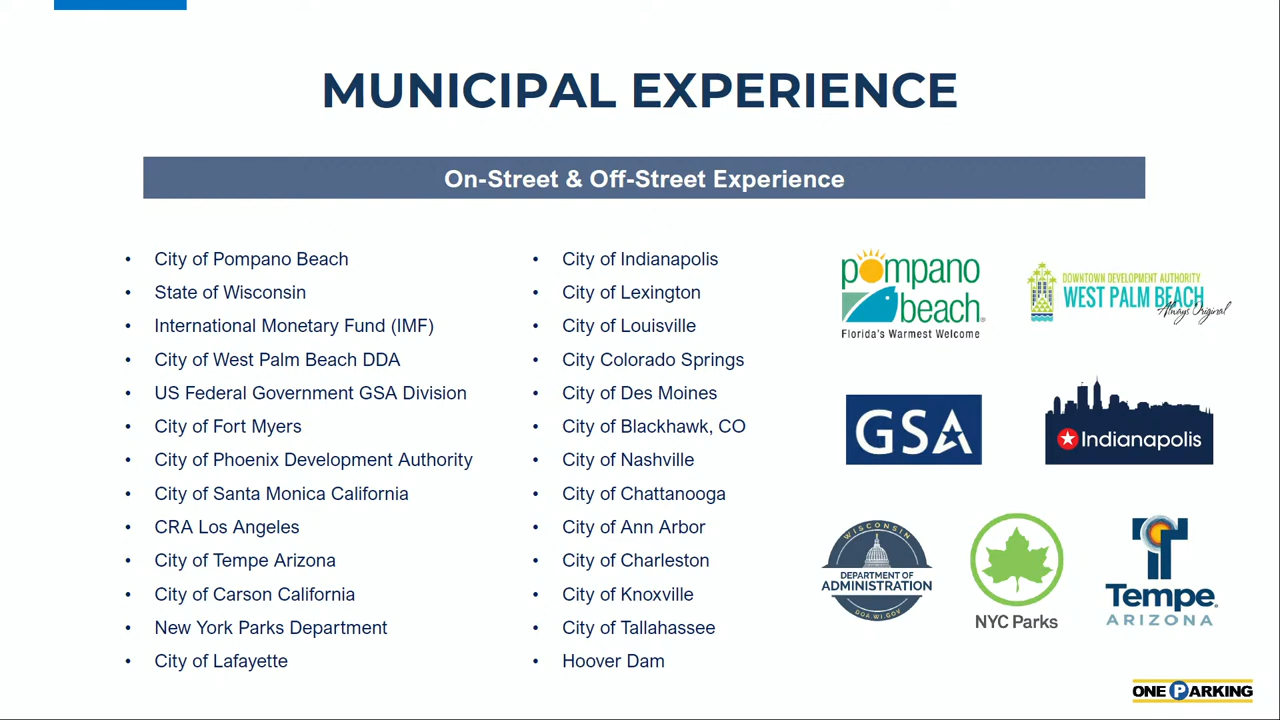 MUNICIPAL EXPERIENCE
On-Street & Off-Street Experience
• City of Pompano Beach
• State of Wisconsin
• International Monetary Fund (IMF)
• City of West Palm Beach DDA
• US Federal Government GSA Division
• City of Fort Myers
• City of Phoenix Development Authority
• City of Santa Monica California
• CRA Los Angeles
• City of Tempe Arizona
• City of Carson California
• New York Parks Department
• City of Lafayette
• City of Indianapolis
• City of Lexington
• City of Louisville
• City Colorado Springs
• City of Des Moines
• City of Blackhawk, CO
• City of Nashville
• City of Chattanooga
• City of Ann Arbor
• City of Charleston
• City of Knoxville
• City of Tallahassee
• Hoover Dam
pompano
beach®
Florida's Warmest Welcome
DOWNTOWN DEVELOPMENT AUTHORITY
WEST PALM BEACH
Always Original
GSA
Indianapolis
WISCONSIN
DEPARTMENT OF
ADMINISTRATION
DOA.WI.GOV
NYC Parks
Tempe®
ARIZONA
ONE PARKING